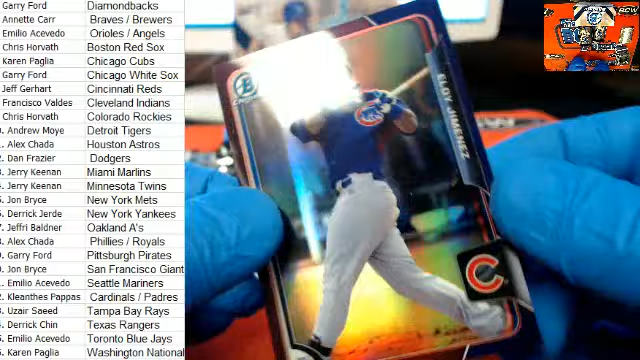 Garry Ford Diamondbacks
Annette Carr Braves / Brewers
Emilio Acevedo Orioles / Angels
Chris Horvath Boston Red Sox
Karen Paglia Chicago Cubs
Garry Ford Chicago White Sox
Jeff Gerhart Cincinnati Reds
Francisco Valdes Cleveland Indians
Chris Horvath Colorado Rockies
Andrew Moye Detroit Tigers
Alex Chada Houston Astros
Dan Frazier Dodgers
Jerry Keenan Miami Marlins
Jerry Keenan Minnesota Twins
Jon Bryce New York Mets
Derrick Jerde New York Yankees
Jeffri Baldner Oakland A's
Alex Chada Phillies / Royals
Garry Ford Pittsburgh Pirates
Jon Bryce San Francisco Giant
Emilio Acevedo Seattle Mariners
Kleanthes Pappas Cardinals / Padres
Uzair Saeed Tampa Bay Rays
Derrick Chin Texas Rangers
Emilio Acevedo Toronto Blue Jays
Karen Paglia Washington National
ELOY JIMENEZ
C